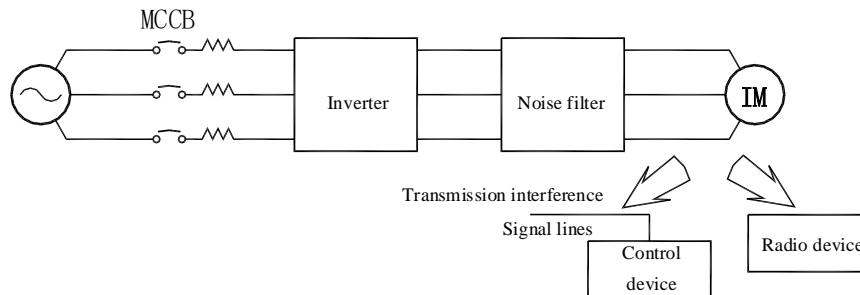 MCCB
Inverter
Noise filter
IM
Transmission interference
Signal lines
Control
device
Radio device